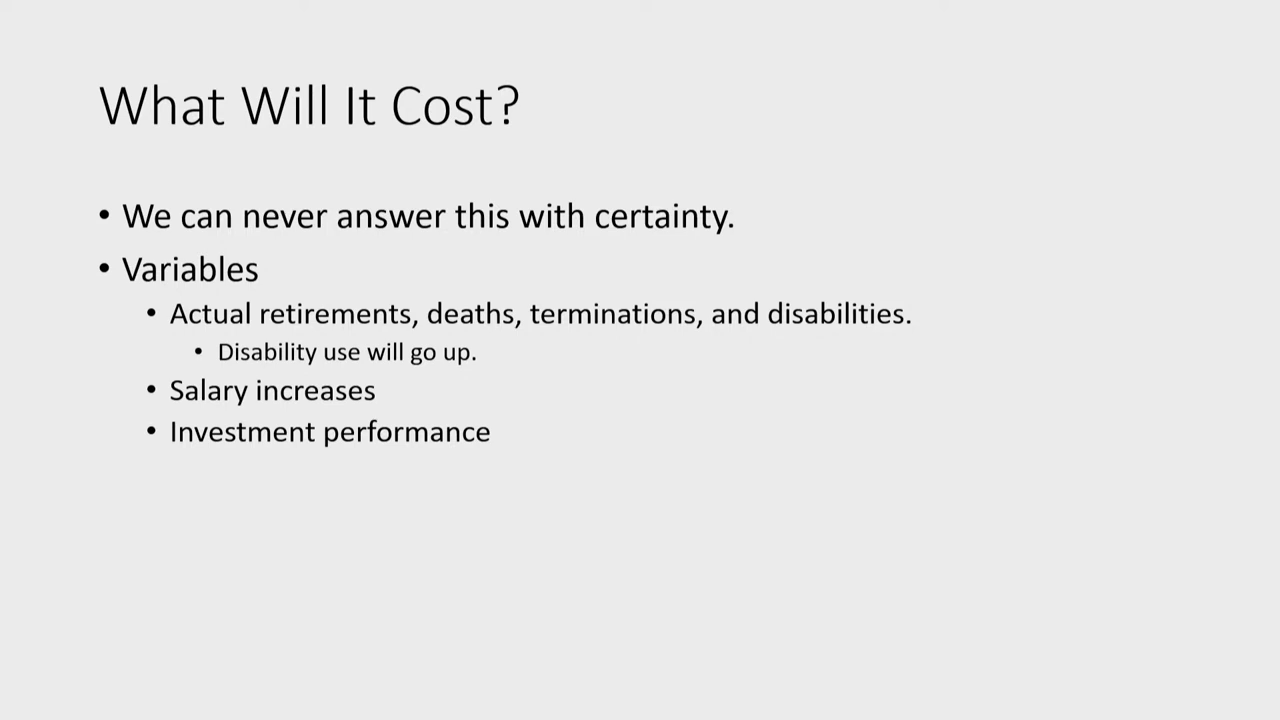 What Will It Cost?
• We can never answer this with certainty.
• Variables
• Actual retirements, deaths, terminations, and disabilities.
• Disability use will go up.
• Salary increases
• Investment performance